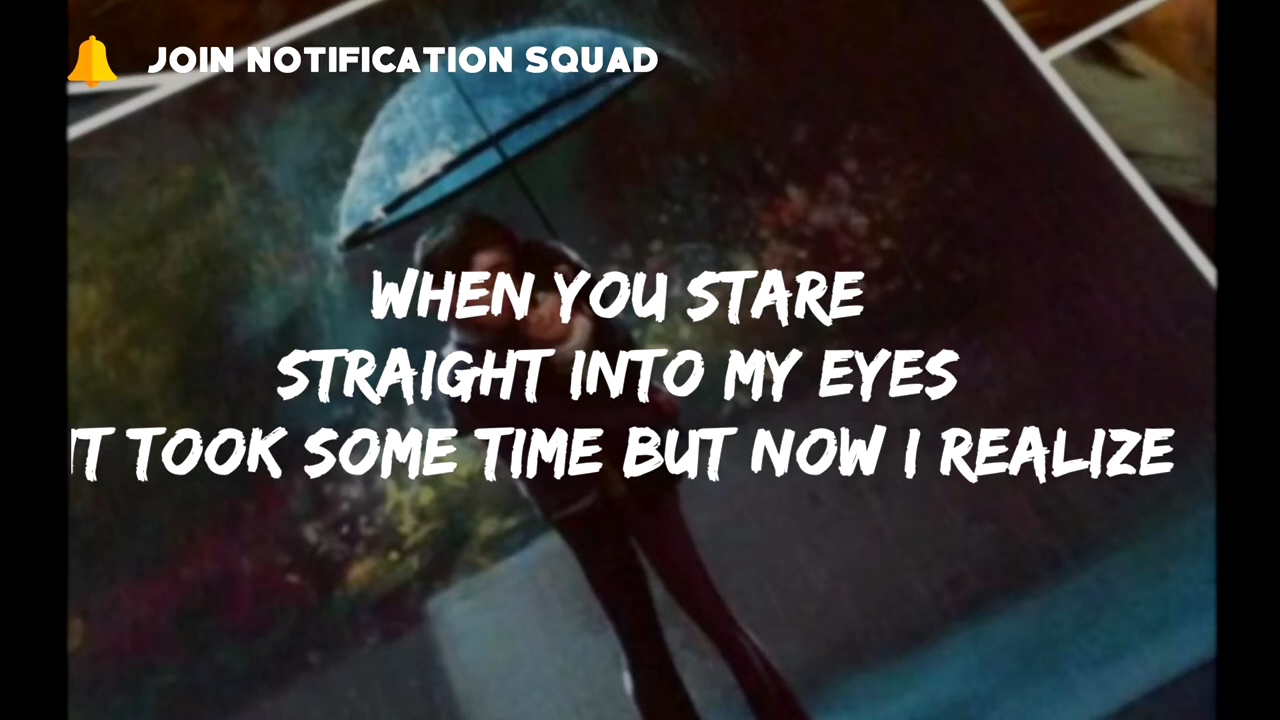 JOIN NOTIFICATION SQUAD
WHEN YOU STARE
STRAIGHT INTO MY EYES
IT TOOK SOME TIME BUT NOW I REALIZE